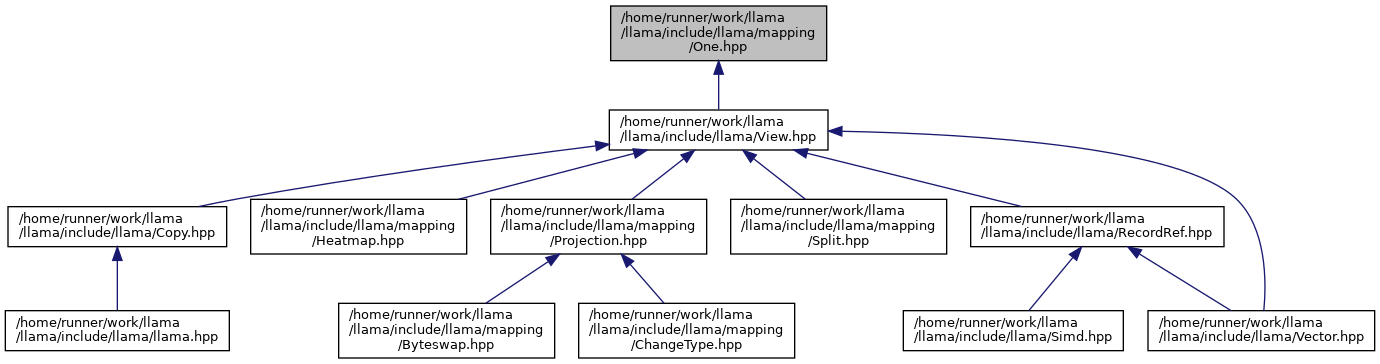 /home/runner/work/llama
/llama/include/llama/mapping
/One.hpp
/home/runner/work/llama
/llama/include/llama/View.hpp
/home/runner/work/llama
/llama/include/llama/Copy.hpp
/home/runner/work/llama
/llama/include/llama/mapping
/Heatmap.hpp
/home/runner/work/llama
/llama/include/llama/mapping
/Projection.hpp
/home/runner/work/llama
/llama/include/llama/mapping
/Split.hpp
/home/runner/work/llama
/llama/include/llama/RecordRef.hpp
/home/runner/work/llama
/llama/include/llama/llama.hpp
/home/runner/work/llama
/llama/include/llama/mapping
/Byteswap.hpp
/home/runner/work/llama
/llama/include/llama/mapping
/ChangeType.hpp
/home/runner/work/llama
/llama/include/llama/Simd.hpp
/home/runner/work/llama
/llama/include/llama/Vector.hpp